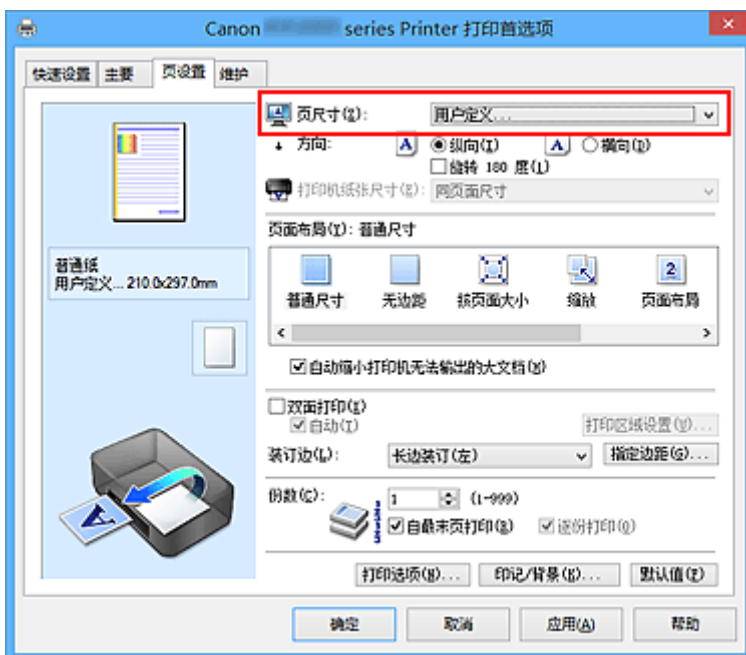 Canon series Printer 打印首选项
快速设置 主要 页设置 维护
页尺寸(Z): 用户定义...
方向: A 纵向(I) A 横向(D)
旋转 180 度(L)
打印机纸张尺寸(E): 同页面尺寸
页面布局(Y): 普通尺寸
普通纸
用户定义... 210.0x297.0mm
2
普通尺寸 无边距 按页面大小 缩放 页面布局
自动缩小打印机无法输出的大文档(N)
双面打印(X)
自动(T) 打印区域设置(U)...
装订边(L): 长边装订(左) 指定边距(G)...
份数(C): 1 (1-999)
自最末页打印(R) 逐份打印(O)
打印选项(H)... 印记/背景(K)... 默认值(F)
确定 取消 应用(A) 帮助